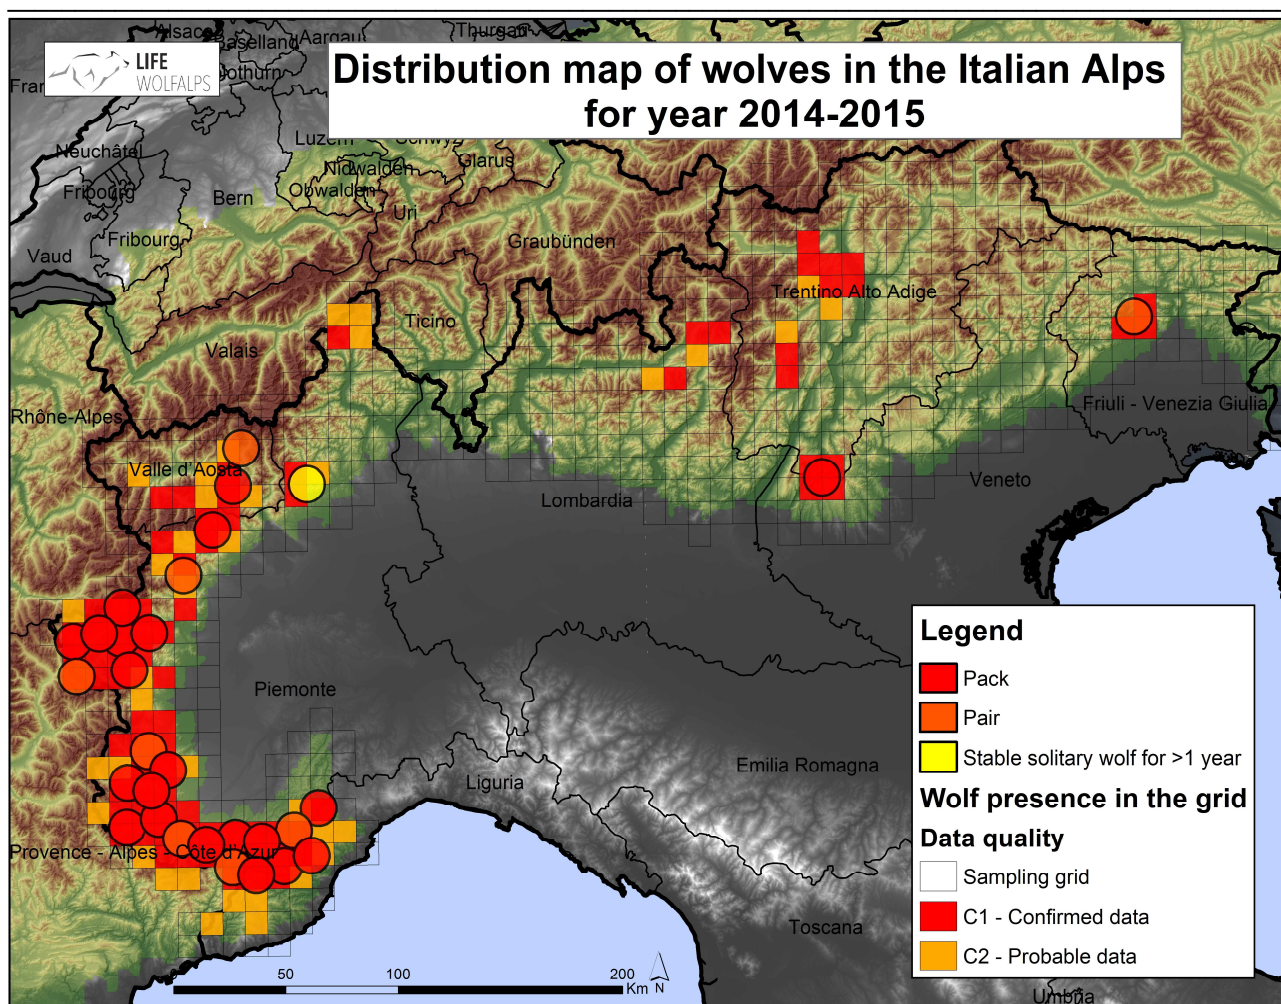 Alsace
Baselland
Aargau
Thurgau
LIFE
WOLFALPS
Distribution map of wolves in the Italian Alps
for year 2014-2015
Luzern
Schwyz
Neuchâtel
Nidwalden
Glarus
Fribourg
Bern
Obwalden
Uri
Fribourg
Graubünden
Vaud
Trentino Alto Adige
Ticino
Valais
Rhône-Alpes
Friuli - Venezia Giulia
Valle d'Aosta
Veneto
Lombardia
Piemonte
Emilia Romagna
Liguria
Provence - Alpes - Côte d'Azur
Toscana
Umbria
Legend
Pack
Pair
Stable solitary wolf for >1 year
Wolf presence in the grid
Data quality
Sampling grid
C1 - Confirmed data
C2 - Probable data
0 50 100 200
Km
N